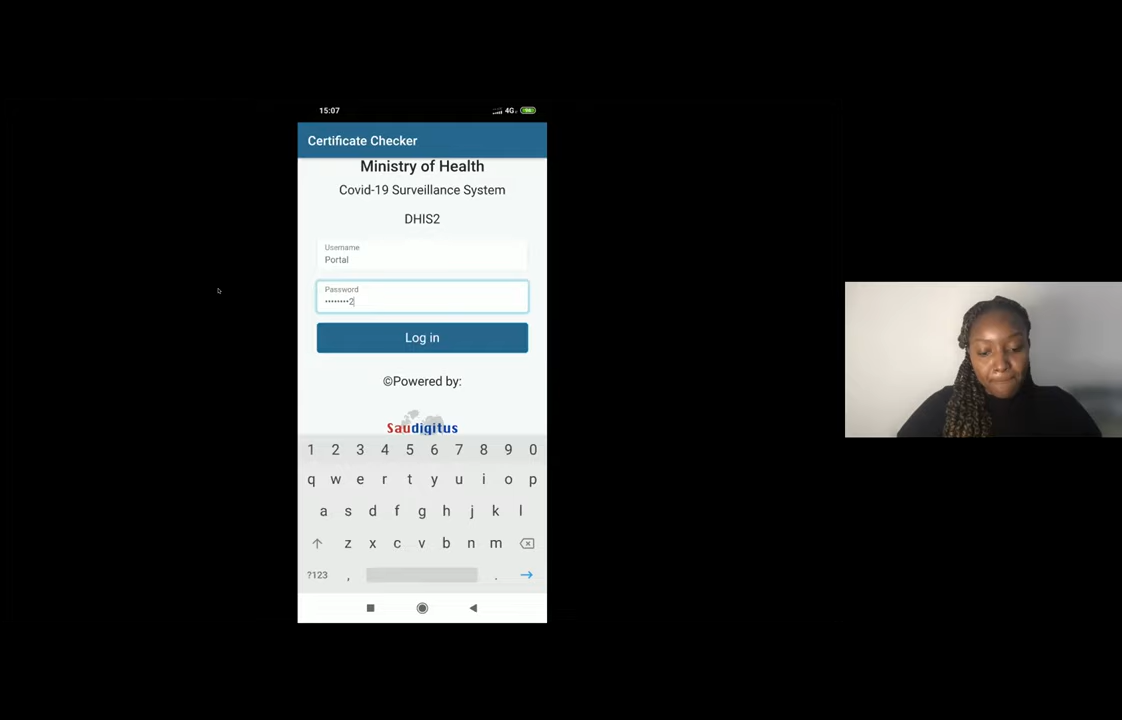 15:07
4G
Certificate Checker
Ministry of Health
Covid-19 Surveillance System
DHIS2
Username
Portal
Password
••••••••2
Log in
©Powered by:
Saudigitus
1 2 3 4 5 6 7 8 9 0
q w e r t y u i o p
a s d f g h j k l
z x c v b n m
?123 , .